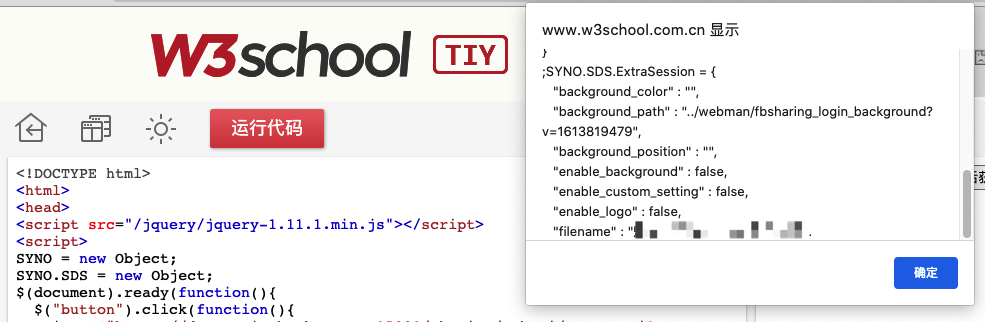 W3school TIY
运行代码
<!DOCTYPE html>
<html>
<head>
<script src="/jquery/jquery-1.11.1.min.js"></script>
<script>
SYNO = new Object;
SYNO.SDS = new Object;
$(document).ready(function(){
$("button").click(function(){
www.w3school.com.cn 显示
}
;SYNO.SDS.ExtraSession = {
"background_color" : "",
"background_path" : "../webman/fbsharing_login_background?
v=1613819479",
"background_position" : "",
"enable_background" : false,
"enable_custom_setting" : false,
"enable_logo" : false,
"filename" : "
确定